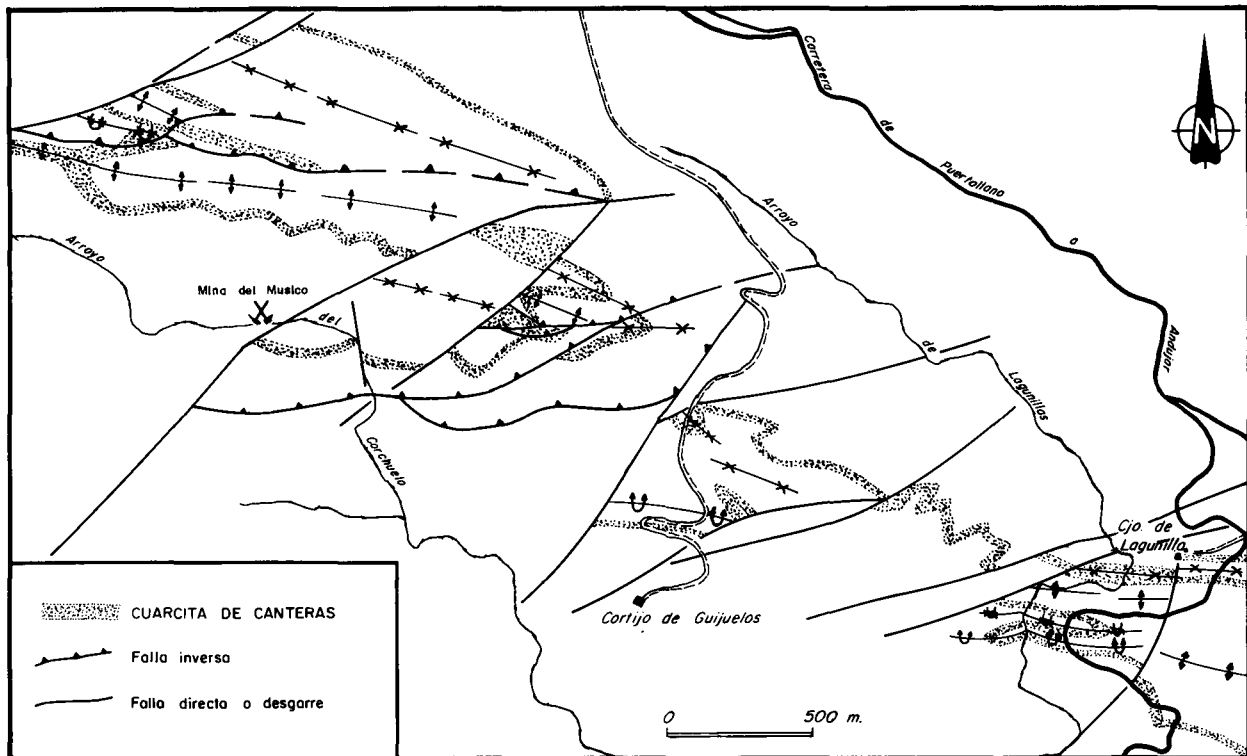 Carretera
de
Puertollano
a
Andujar
N
Arroyo
de
Lagunillas
Arroyo
del
Corchuelo
Mina del Musico
Cjo. de
Lagunilla
Cortijo de Guijuelos
CUARCITA DE CANTERAS
Falla inversa
Falla directa o desgarre
0 500 m.